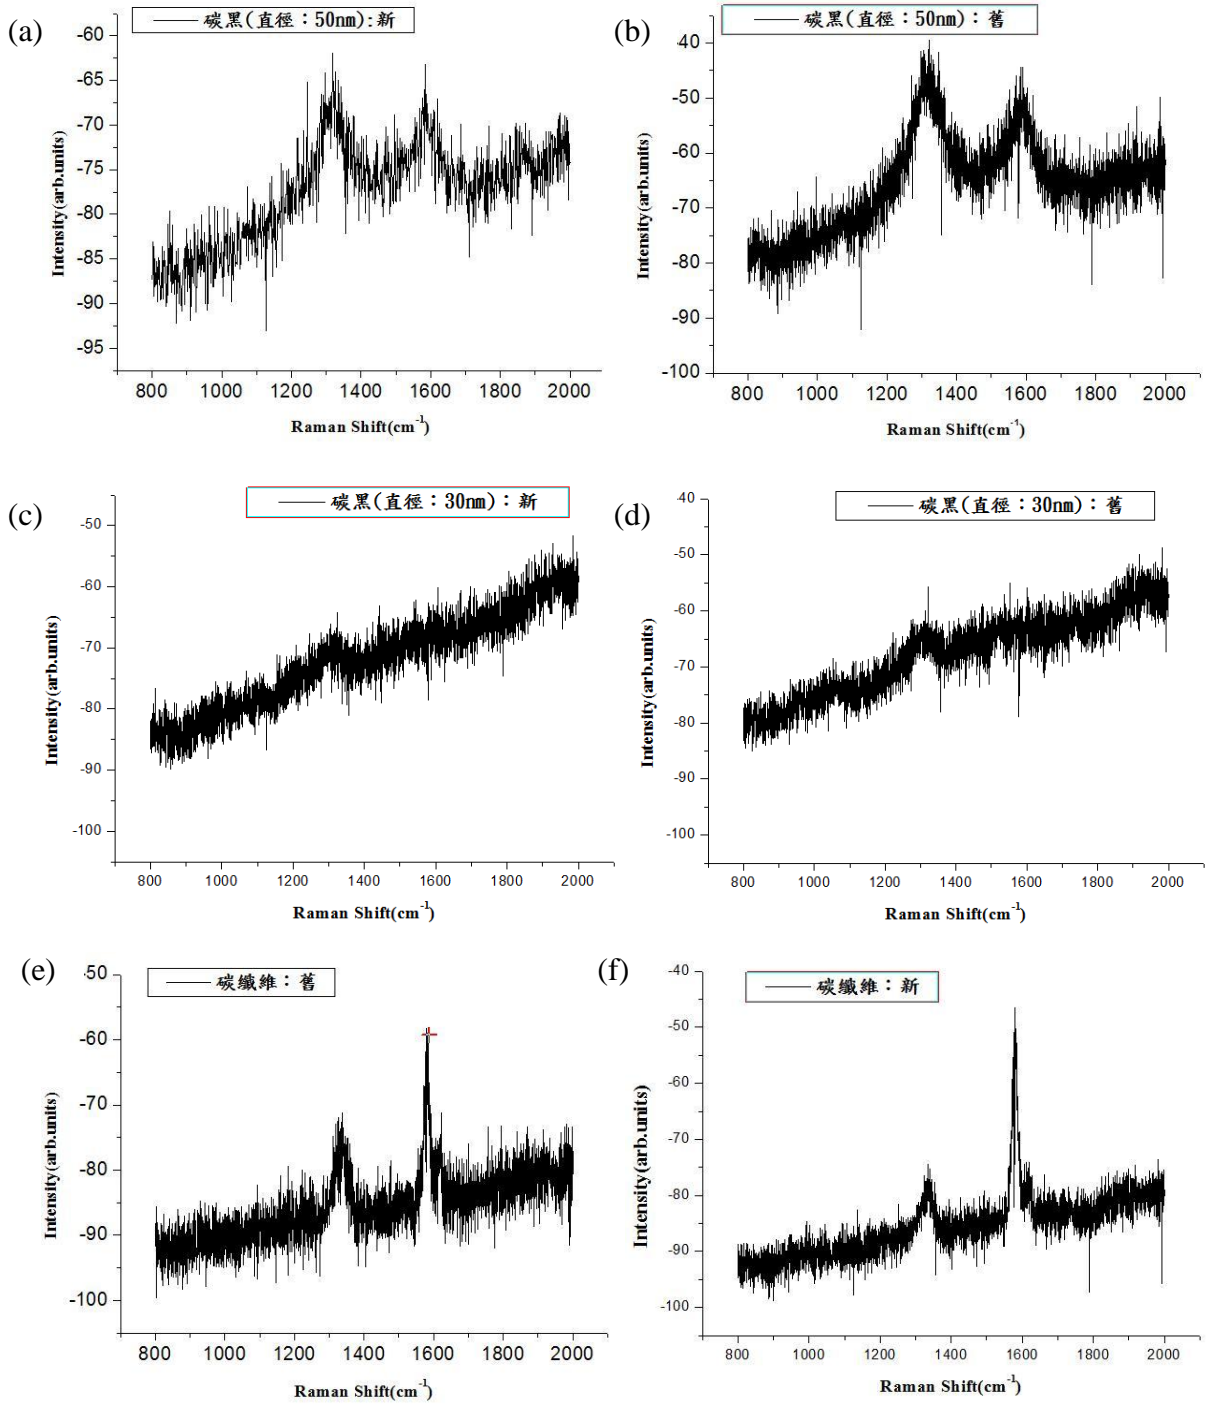 (a)
碳黑(直徑：50nm):新
-60
-65
-70
-75
-80
-85
-90
-95
800 1000 1200 1400 1600 1800 2000
Intensity(arb.units)
Raman Shift(cm⁻¹)
(b)
碳黑(直徑：50nm)：舊
-40
-50
-60
-70
-80
-90
-100
800 1000 1200 1400 1600 1800 2000
Intensity(arb.units)
Raman Shift(cm⁻¹)
(c)
碳黑(直徑：30nm)：新
-50
-60
-70
-80
-90
-100
800 1000 1200 1400 1600 1800 2000
Intensity(arb.units)
Raman Shift(cm⁻¹)
(d)
碳黑(直徑：30nm)：舊
-40
-50
-60
-70
-80
-90
-100
800 1000 1200 1400 1600 1800 2000
Intensity(arb.units)
Raman Shift(cm⁻¹)
(e)
碳纖維：舊
-50
-60
-70
-80
-90
-100
800 1000 1200 1400 1600 1800 2000
Intensity(arb.units)
Raman Shift(cm⁻¹)
(f)
碳纖維：新
-40
-50
-60
-70
-80
-90
-100
800 1000 1200 1400 1600 1800 2000
Intensity(arb.units)
Raman Shift(cm⁻¹)